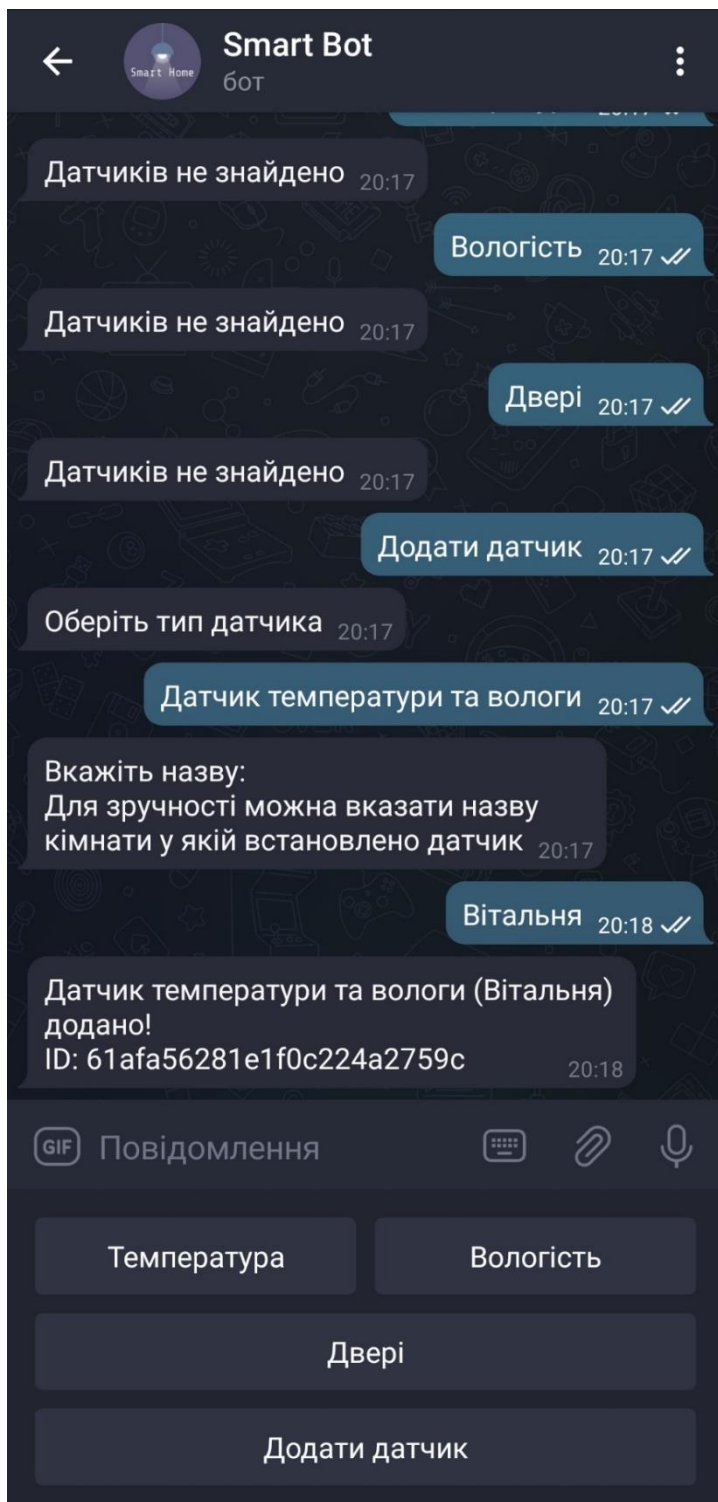 Smart Bot
Smart Home
бот
Датчиків не знайдено 20:17
Вологість 20:17
Датчиків не знайдено 20:17
Двері 20:17
Датчиків не знайдено 20:17
Додати датчик 20:17
Оберіть тип датчика 20:17
Датчик температури та вологи 20:17
Вкажіть назву:
Для зручності можна вказати назву
кімнати у якій встановлено датчик 20:17
Вітальня 20:18
Датчик температури та вологи (Вітальня)
додано!
ID: 61afa56281e1f0c224a2759c 20:18
GIF Повідомлення
Температура Вологість
Двері
Додати датчик